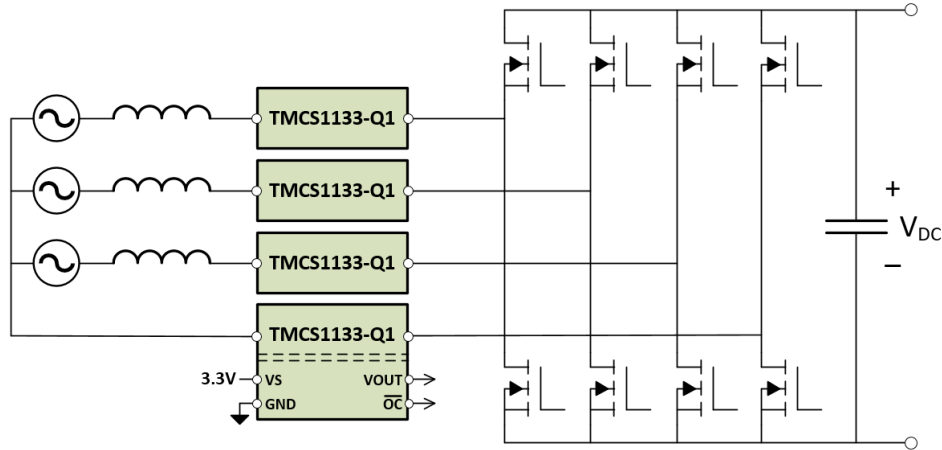 TMCS1133-Q1
TMCS1133-Q1
TMCS1133-Q1
TMCS1133-Q1
3.3V VS VOUT
GND OC
+
VDC
−